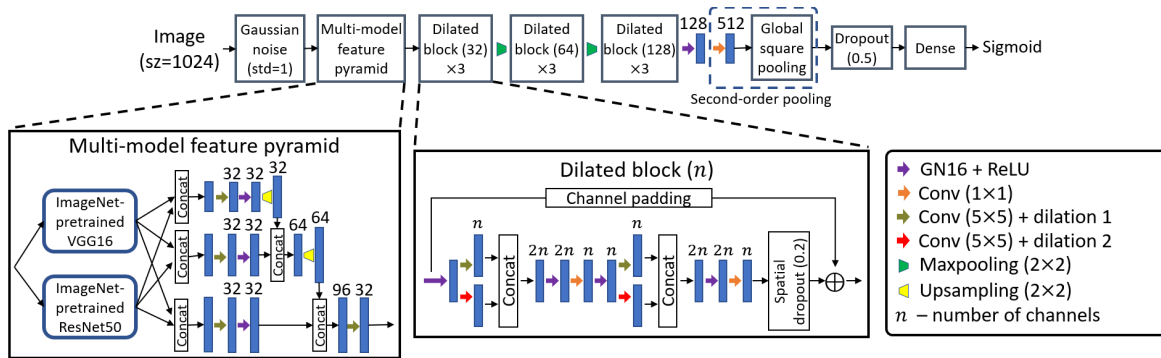 Image
(sz=1024)
Gaussian
noise
(std=1)
Multi-model
feature
pyramid
Dilated
block (32)
×3
Dilated
block (64)
×3
Dilated
block (128)
×3
128
512
Global
square
pooling
Second-order pooling
Dropout
(0.5)
Dense
Sigmoid
Multi-model feature pyramid
ImageNet-
pretrained
VGG16
ImageNet-
pretrained
ResNet50
Concat
32 32
32
Concat
32 32
Concat
64
64
Concat
32 32
Concat
96 32
Dilated block (n)
Channel padding
n
Concat
2n 2n n n
n
Concat
2n 2n n
Spatial
dropout (0.2)
GN16 + ReLU
Conv (1×1)
Conv (5×5) + dilation 1
Conv (5×5) + dilation 2
Maxpooling (2×2)
Upsampling (2×2)
n – number of channels